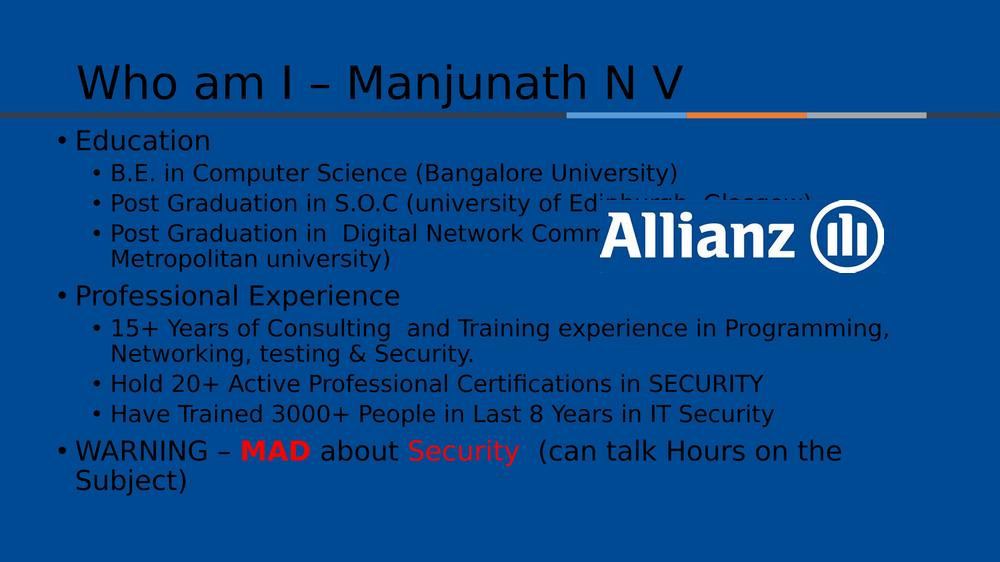 Who am I – Manjunath N V
• Education
• B.E. in Computer Science (Bangalore University)
• Post Graduation in S.O.C (university of Edinburgh, Glasgow)
• Post Graduation in  Digital Network
Metropolitan university)
Allianz
• Professional Experience
• 15+ Years of Consulting  and Training experience in Programming,
Networking, testing & Security.
• Hold 20+ Active Professional Certifications in SECURITY
• Have Trained 3000+ People in Last 8 Years in IT Security
• WARNING – MAD about Security  (can talk Hours on the
Subject)